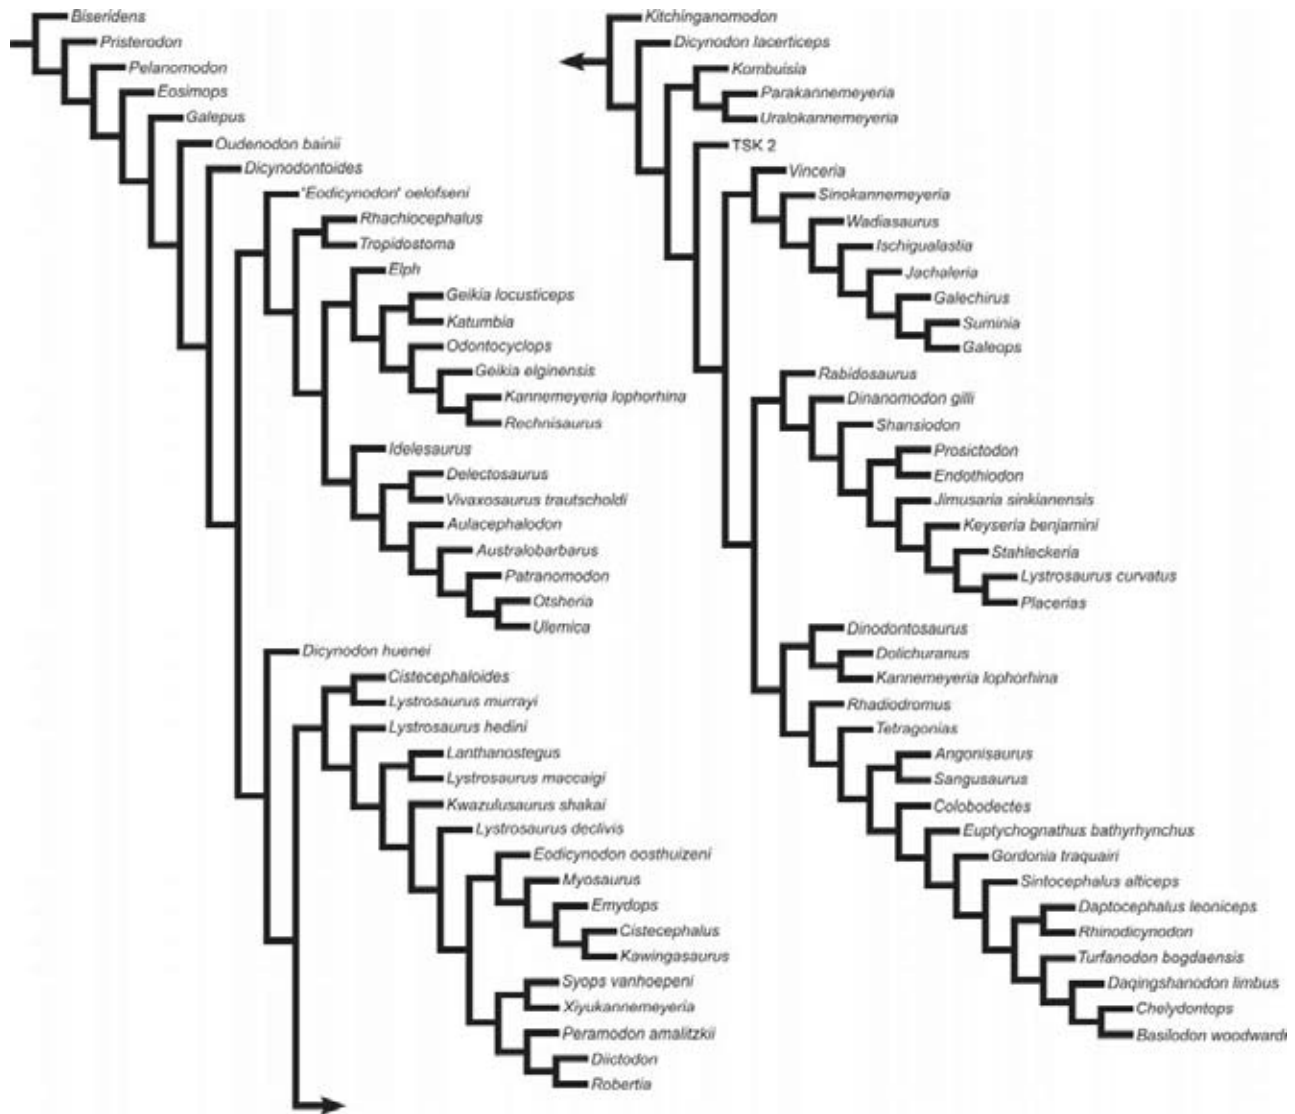 Biseridens
Pristerodon
Pelanomodon
Eosimops
Galepus
Oudenodon bainii
Dicynodontoides
'Eodicynodon' oelofseni
Rhachiocephalus
Tropidostoma
Elph
Geikia locusticeps
Katumbia
Odontocyclops
Geikia elginensis
Kannemeyeria lophorhina
Rechnisaurus
Idelesaurus
Delectosaurus
Vivaxosaurus trautscholdi
Aulacephalodon
Australobarbarus
Patranomodon
Otsheria
Ulemica
Dicynodon huenei
Cistecephaloides
Lystrosaurus murrayi
Lystrosaurus hedini
Lanthanostegus
Lystrosaurus maccaigi
Kwazulusaurus shakai
Lystrosaurus declivis
Eodicynodon oosthuizeni
Myosaurus
Emydops
Cistecephalus
Kawingasaurus
Syops vanhoepeni
Xiyukannemeyeria
Peramodon amalitzkii
Diictodon
Robertia
Kitchinganomodon
Dicynodon lacerticeps
Kombuisia
Parakannemeyeria
Uralokannemeyeria
TSK 2
Vinceria
Sinokannemeyeria
Wadiasaurus
Ischigualastia
Jachaleria
Galechirus
Suminia
Galeops
Rabidosaurus
Dinanomodon gilli
Shansiodon
Prosictodon
Endothiodon
Jimusaria sinkianensis
Keyseria benjamini
Stahleckeria
Lystrosaurus curvatus
Placerias
Dinodontosaurus
Dolichuranus
Kannemeyeria lophorhina
Rhadiodromus
Tetragonias
Angonisaurus
Sangusaurus
Colobodectes
Euptychognathus bathyrhynchus
Gordonia traquairi
Sintocephalus alticeps
Daptocephalus leoniceps
Rhinodicynodon
Turfanodon bogdaensis
Daqingshanodon limbus
Chelydontops
Basilodon woodwardi